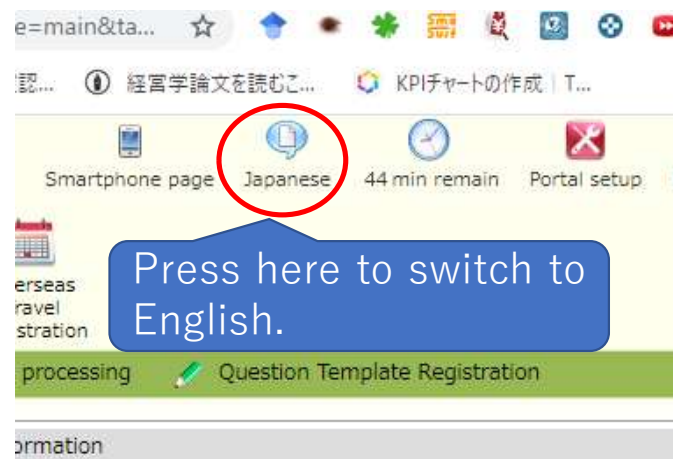 e=main&ta...
認... 経営学論文を読むこ... KPIチャートの作成 | T...
Smartphone page Japanese 44 min remain Portal setup
erseas
ravel
stration
Press here to switch to
English.
processing Question Template Registration
ormation